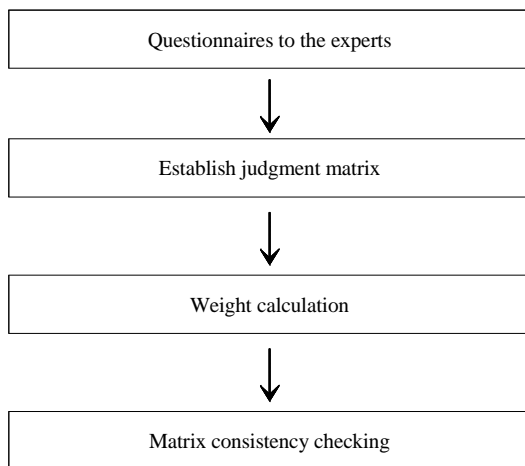 Questionnaires to the experts
Establish judgment matrix
Weight calculation
Matrix consistency checking